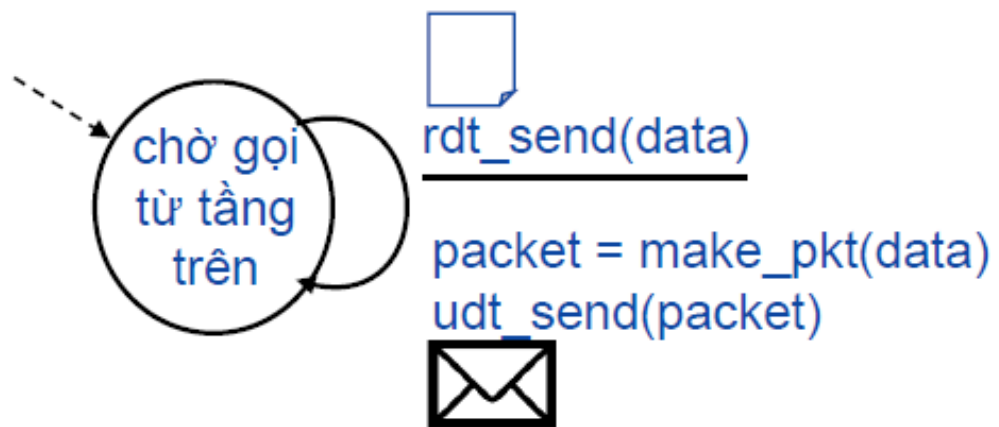 chờ gọi
từ tầng
trên
rdt_send(data)
packet = make_pkt(data)
udt_send(packet)